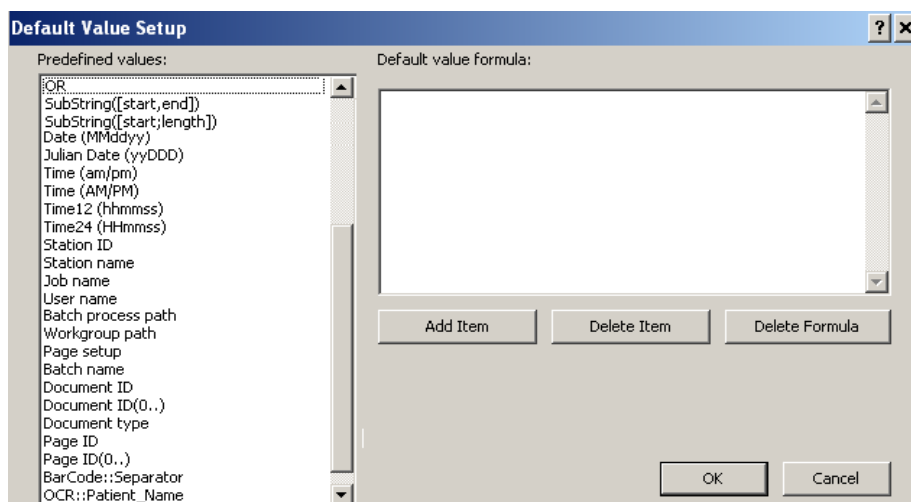 Default Value Setup
Predefined values:
OR
SubString([start,end])
SubString([start;length])
Date (MMddyy)
Julian Date (yyDDD)
Time (am/pm)
Time (AM/PM)
Time12 (hhmmss)
Time24 (HHmmss)
Station ID
Station name
Job name
User name
Batch process path
Workgroup path
Page setup
Batch name
Document ID
Document ID(0..)
Document type
Page ID
Page ID(0..)
BarCode::Separator
OCR::Patient_Name
Default value formula:
Add Item
Delete Item
Delete Formula
OK
Cancel